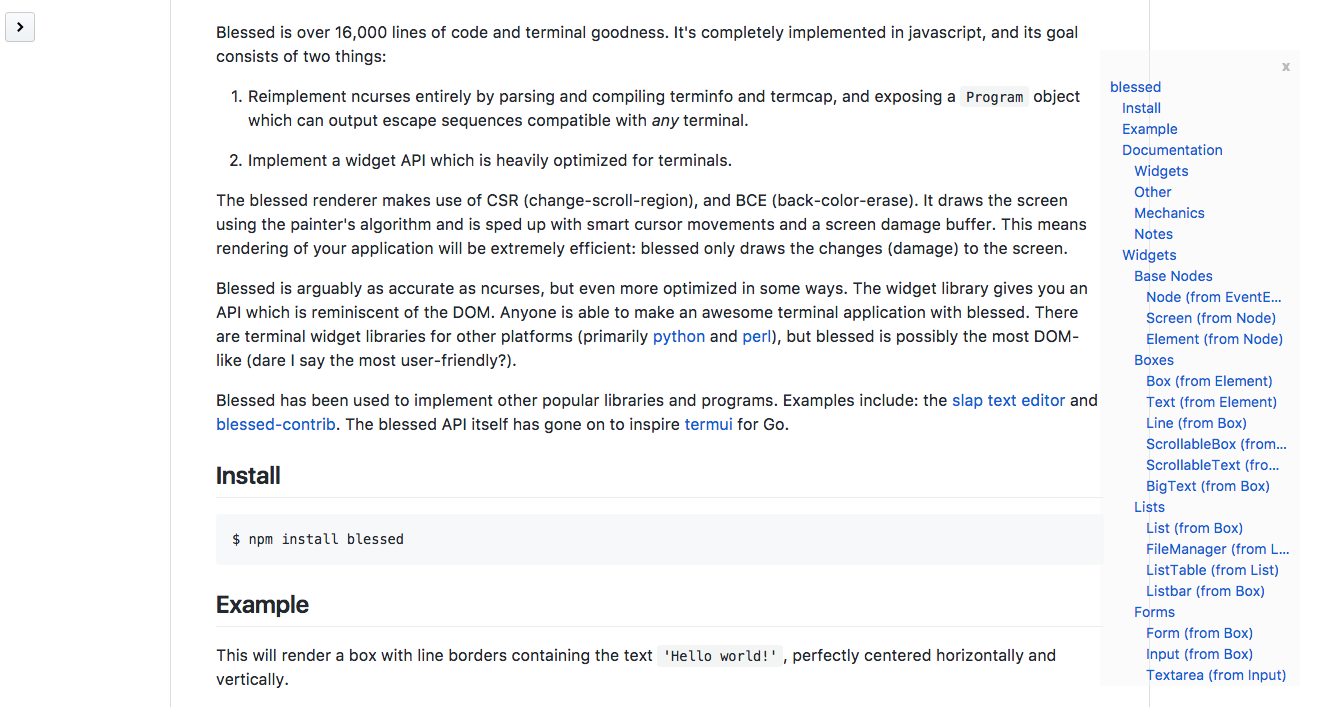 Blessed is over 16,000 lines of code and terminal goodness. It's completely implemented in javascript, and its goal
consists of two things:
1. Reimplement ncurses entirely by parsing and compiling terminfo and termcap, and exposing a Program object
which can output escape sequences compatible with any terminal.
2. Implement a widget API which is heavily optimized for terminals.
The blessed renderer makes use of CSR (change-scroll-region), and BCE (back-color-erase). It draws the screen
using the painter's algorithm and is sped up with smart cursor movements and a screen damage buffer. This means
rendering of your application will be extremely efficient: blessed only draws the changes (damage) to the screen.
Blessed is arguably as accurate as ncurses, but even more optimized in some ways. The widget library gives you an
API which is reminiscent of the DOM. Anyone is able to make an awesome terminal application with blessed. There
are terminal widget libraries for other platforms (primarily python and perl), but blessed is possibly the most DOM-
like (dare I say the most user-friendly?).
Blessed has been used to implement other popular libraries and programs. Examples include: the slap text editor and
blessed-contrib. The blessed API itself has gone on to inspire termui for Go.
Install
$ npm install blessed
Example
This will render a box with line borders containing the text 'Hello world!', perfectly centered horizontally and
vertically.
x
blessed
Install
Example
Documentation
Widgets
Other
Mechanics
Notes
Widgets
Base Nodes
Node (from EventE...
Screen (from Node)
Element (from Node)
Boxes
Box (from Element)
Text (from Element)
Line (from Box)
ScrollableBox (from...
ScrollableText (fro...
BigText (from Box)
Lists
List (from Box)
FileManager (from L...
ListTable (from List)
Listbar (from Box)
Forms
Form (from Box)
Input (from Box)
Textarea (from Input)